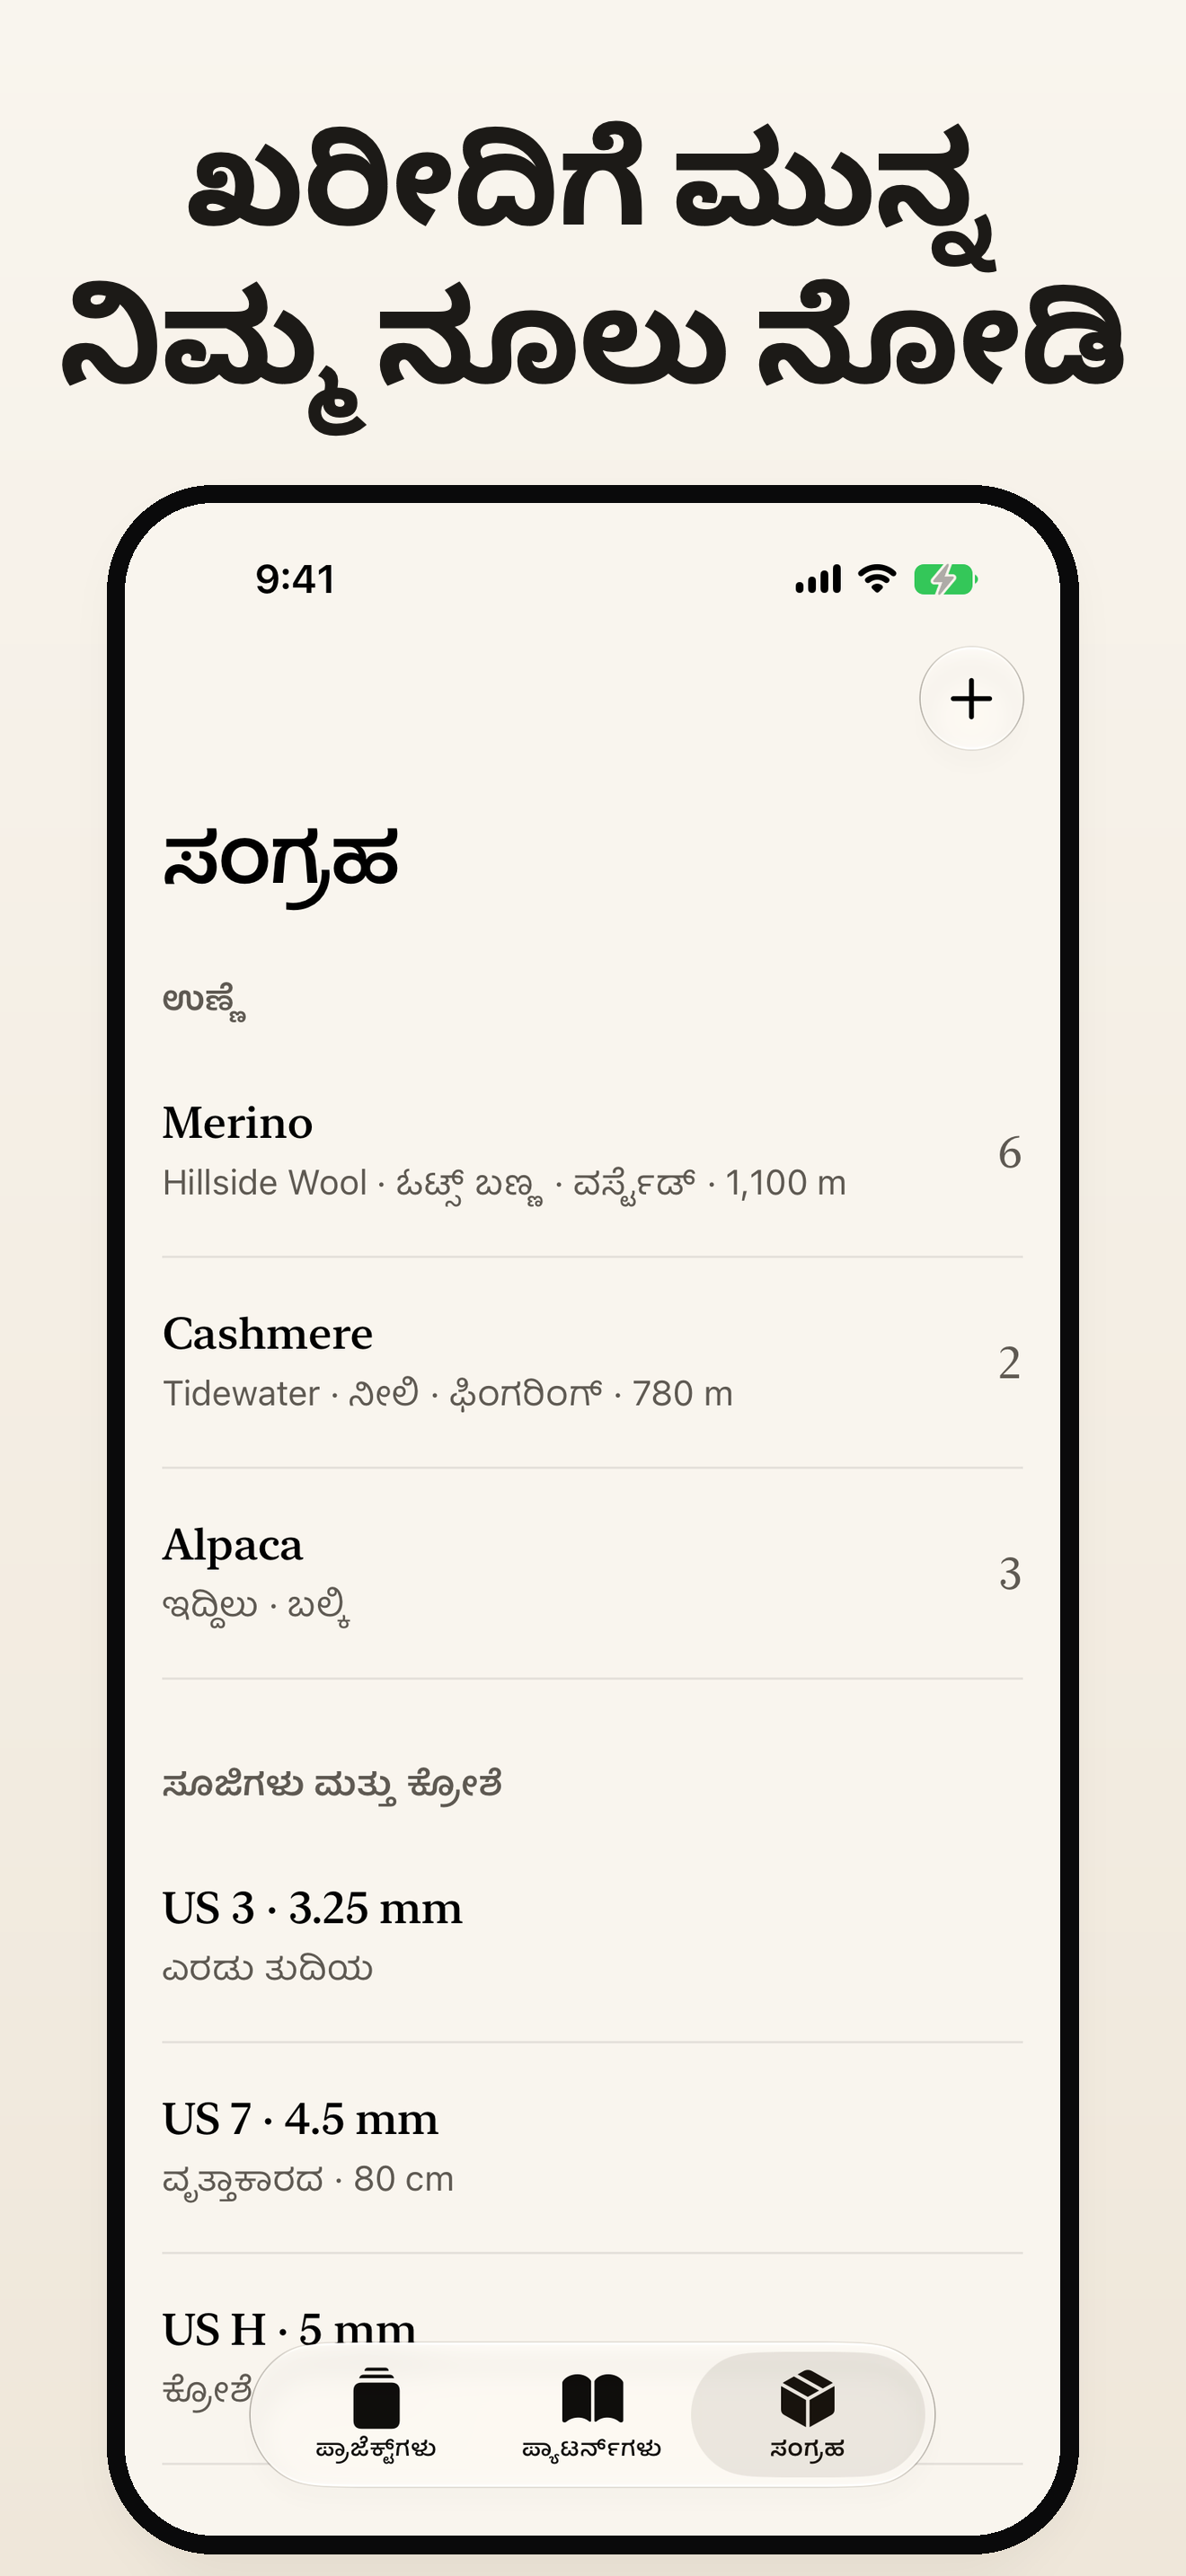 ಖರೀದಿಗೆ ಮುನ್ನ
ನಿಮ್ಮ ನೂಲು ನೋಡಿ
9:41
ಸಂಗ್ರಹ
ಉಣ್ಣೆ
Merino
6
Hillside Wool · ಓಟ್ಸ್ ಬಣ್ಣ · ವರ್ಸ್ಟೆಡ್ · 1,100 m
Cashmere
2
Tidewater · ನೀಲಿ · ಫಿಂಗರಿಂಗ್ · 780 m
Alpaca
3
ಇದ್ದಿಲು · ಬಲ್ಕಿ
ಸೂಜಿಗಳು ಮತ್ತು ಕ್ರೋಶೆ
US 3 · 3.25 mm
ಎರಡು ತುದಿಯ
US 7 · 4.5 mm
ವೃತ್ತಾಕಾರದ · 80 cm
US H · 5 mm
ಕ್ರೋಶೆ
ಪ್ರಾಜೆಕ್ಟ್‌ಗಳು
ಪ್ಯಾಟರ್ನ್‌ಗಳು
ಸಂಗ್ರಹ